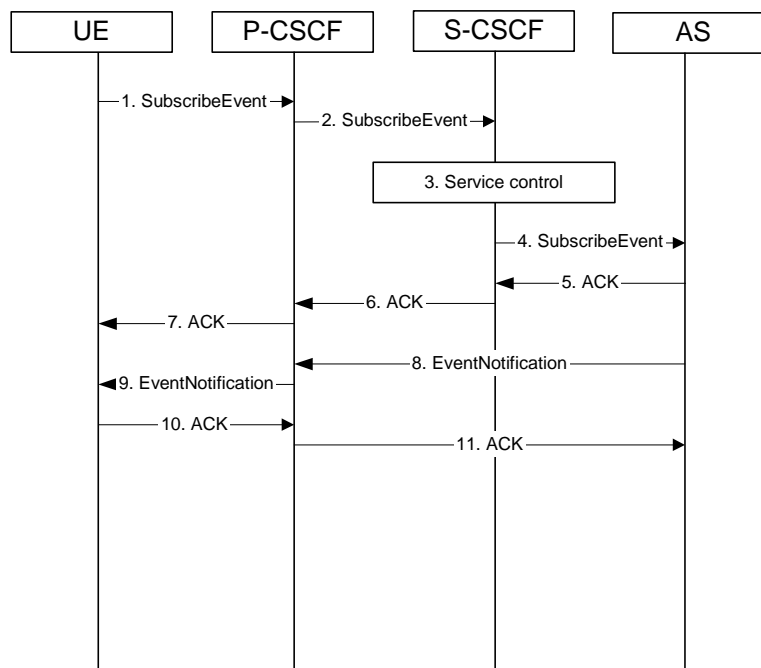 UE
P-CSCF
S-CSCF
AS
1. SubscribeEvent
2. SubscribeEvent
3. Service control
4. SubscribeEvent
5. ACK
6. ACK
7. ACK
8. EventNotification
9. EventNotification
10. ACK
11. ACK